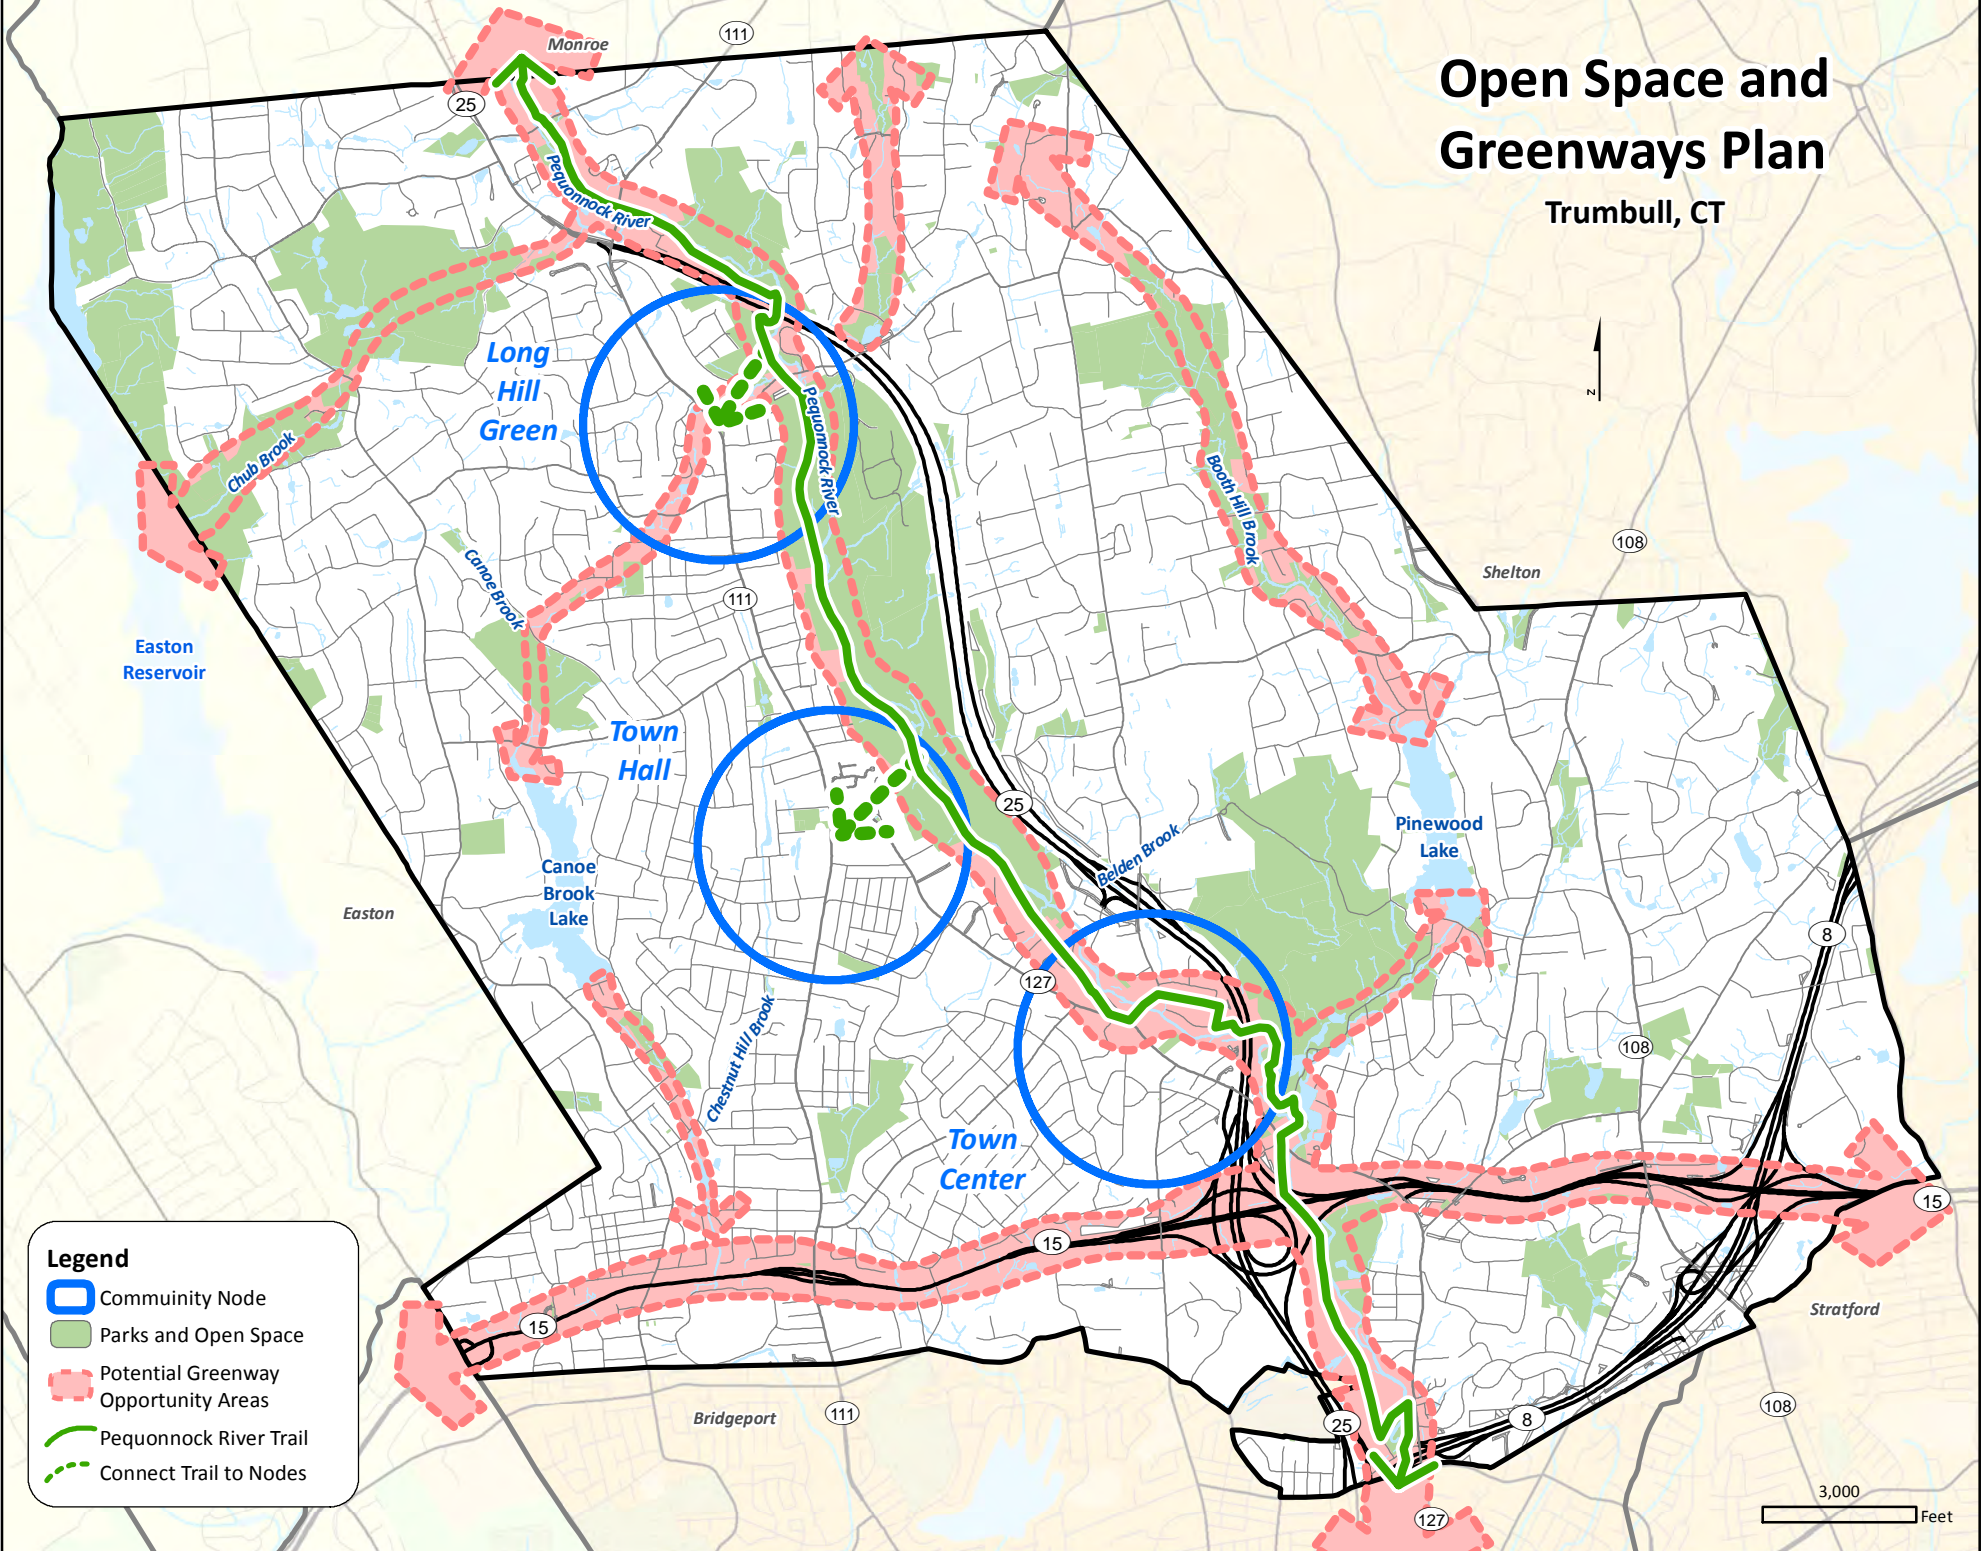 Open Space and
Greenways Plan
Trumbull, CT
Monroe
111
25
Pequonnock River
Long
Hill
Green
Pequonnock River
Chub Brook
Booth Hill Brook
N
108
Shelton
Canoe Brook
111
Easton
Reservoir
Town
Hall
25
Belden Brook
Pinewood
Lake
Canoe
Brook
Lake
Easton
8
127
Chestnut Hill Brook
108
Town
Center
15
15
15
Stratford
Legend
Commuinity Node
Parks and Open Space
Potential Greenway
Opportunity Areas
Pequonnock River Trail
Connect Trail to Nodes
Bridgeport
111
25
8
108
127
3,000
Feet